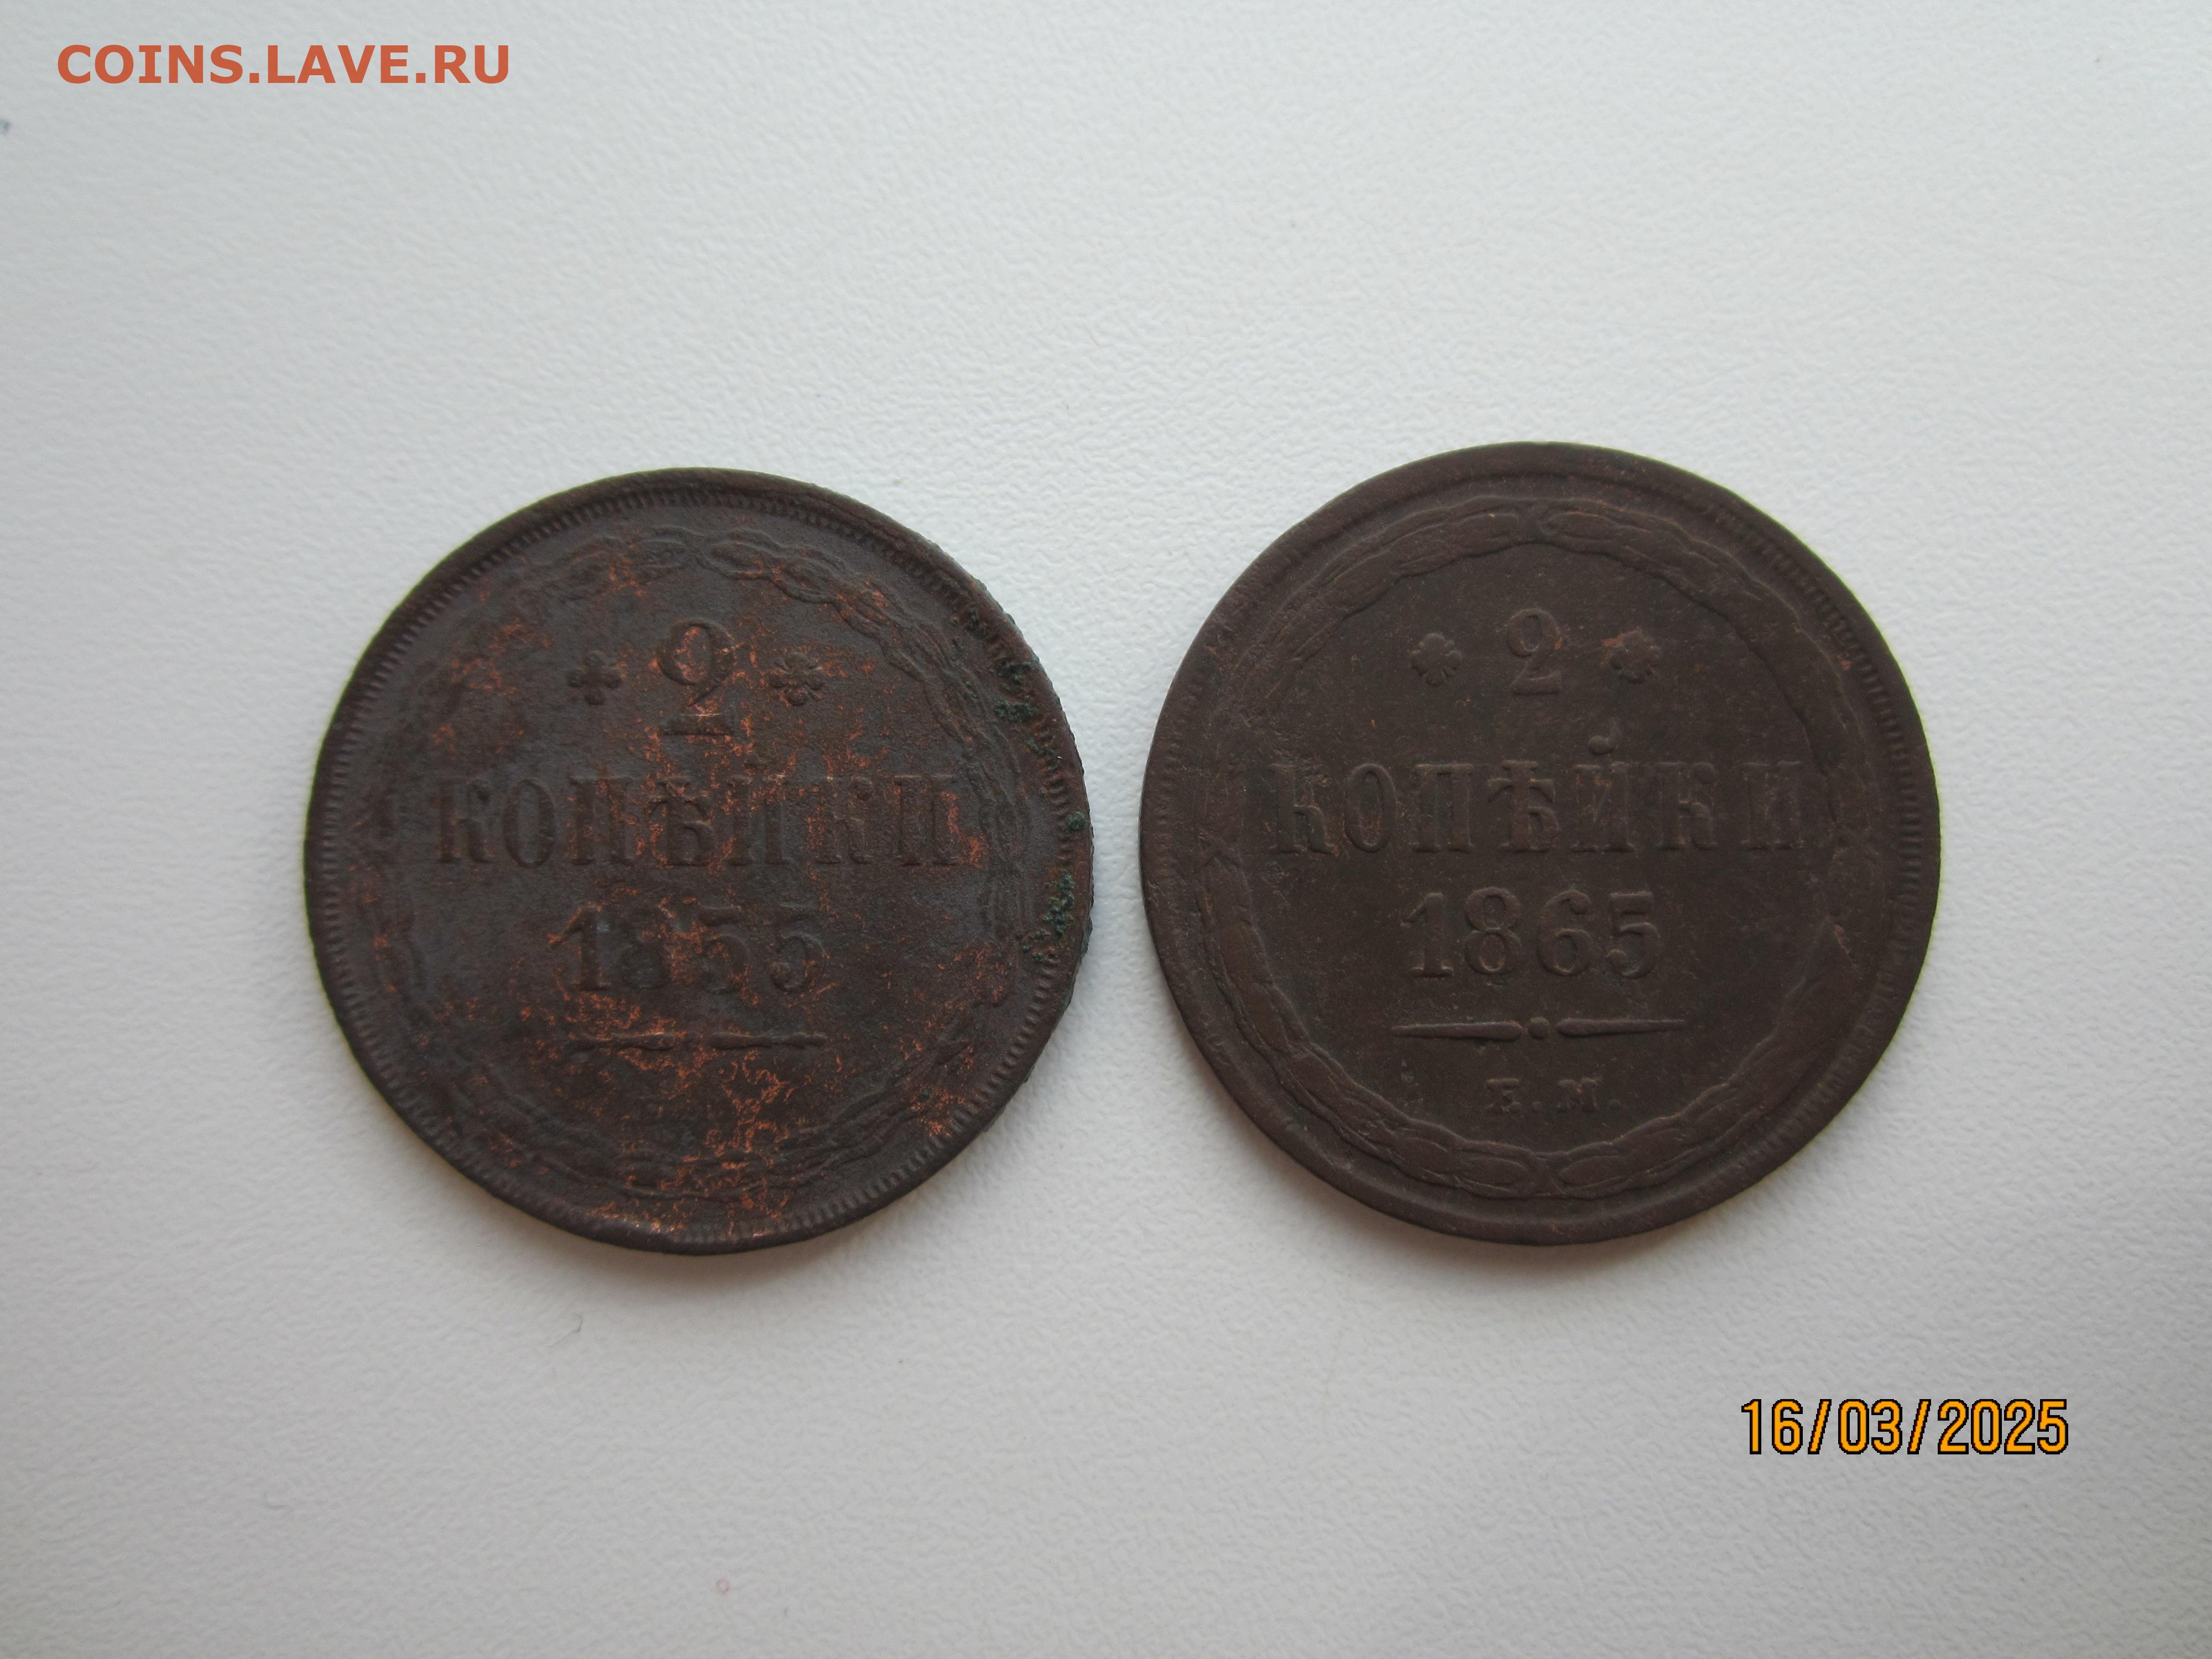 COINS.LAVE.RU
2
КОПѢЙКИ
1855
2
КОПѢЙКИ
1865
Е.М.
16/03/2025